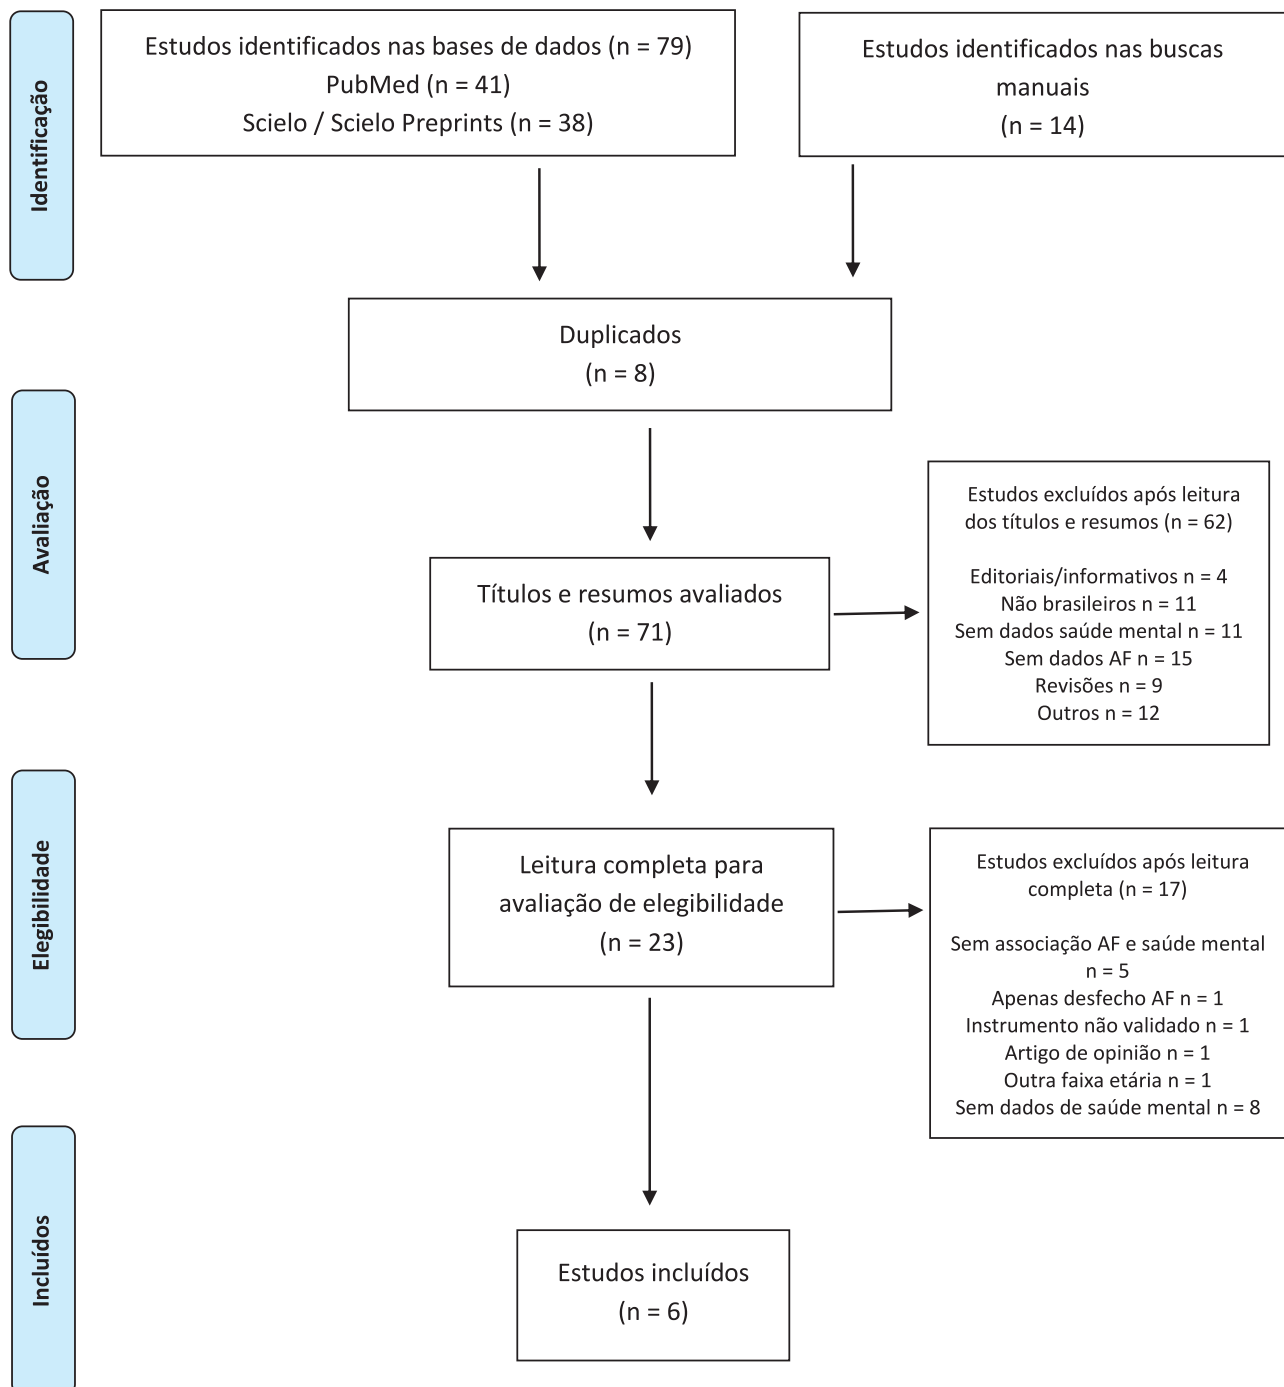 Identificação
Estudos identificados nas bases de dados (n = 79)
PubMed (n = 41)
Scielo / Scielo Preprints (n = 38)
Estudos identificados nas buscas
manuais
(n = 14)
Duplicados
(n = 8)
Avaliação
Títulos e resumos avaliados
(n = 71)
Estudos excluídos após leitura
dos títulos e resumos (n = 62)
Editoriais/informativos n = 4
Não brasileiros n = 11
Sem dados saúde mental n = 11
Sem dados AF n = 15
Revisões n = 9
Outros n = 12
Elegibilidade
Leitura completa para
avaliação de elegibilidade
(n = 23)
Estudos excluídos após leitura
completa (n = 17)
Sem associação AF e saúde mental
n = 5
Apenas desfecho AF n = 1
Instrumento não validado n = 1
Artigo de opinião n = 1
Outra faixa etária n = 1
Sem dados de saúde mental n = 8
Incluídos
Estudos incluídos
(n = 6)